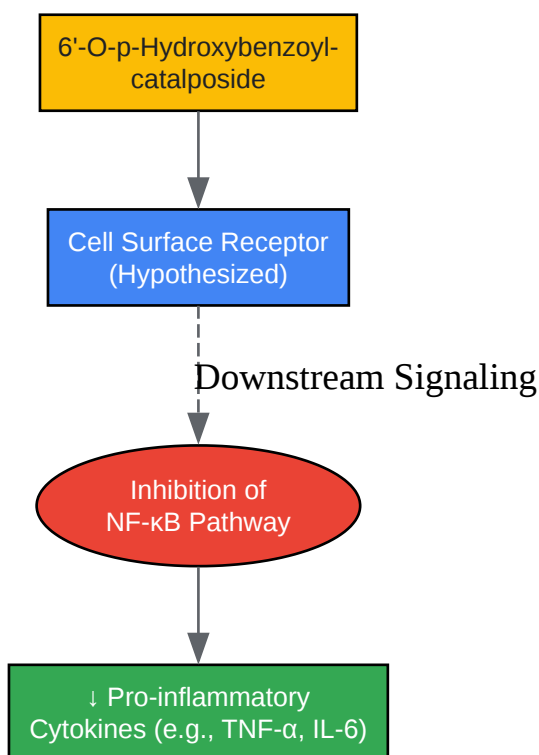 6'-O-p-Hydroxybenzoyl-
catalposide
Cell Surface Receptor
(Hypothesized)
Downstream Signaling
Inhibition of
NF-κB Pathway
↓ Pro-inflammatory
Cytokines (e.g., TNF-α, IL-6)